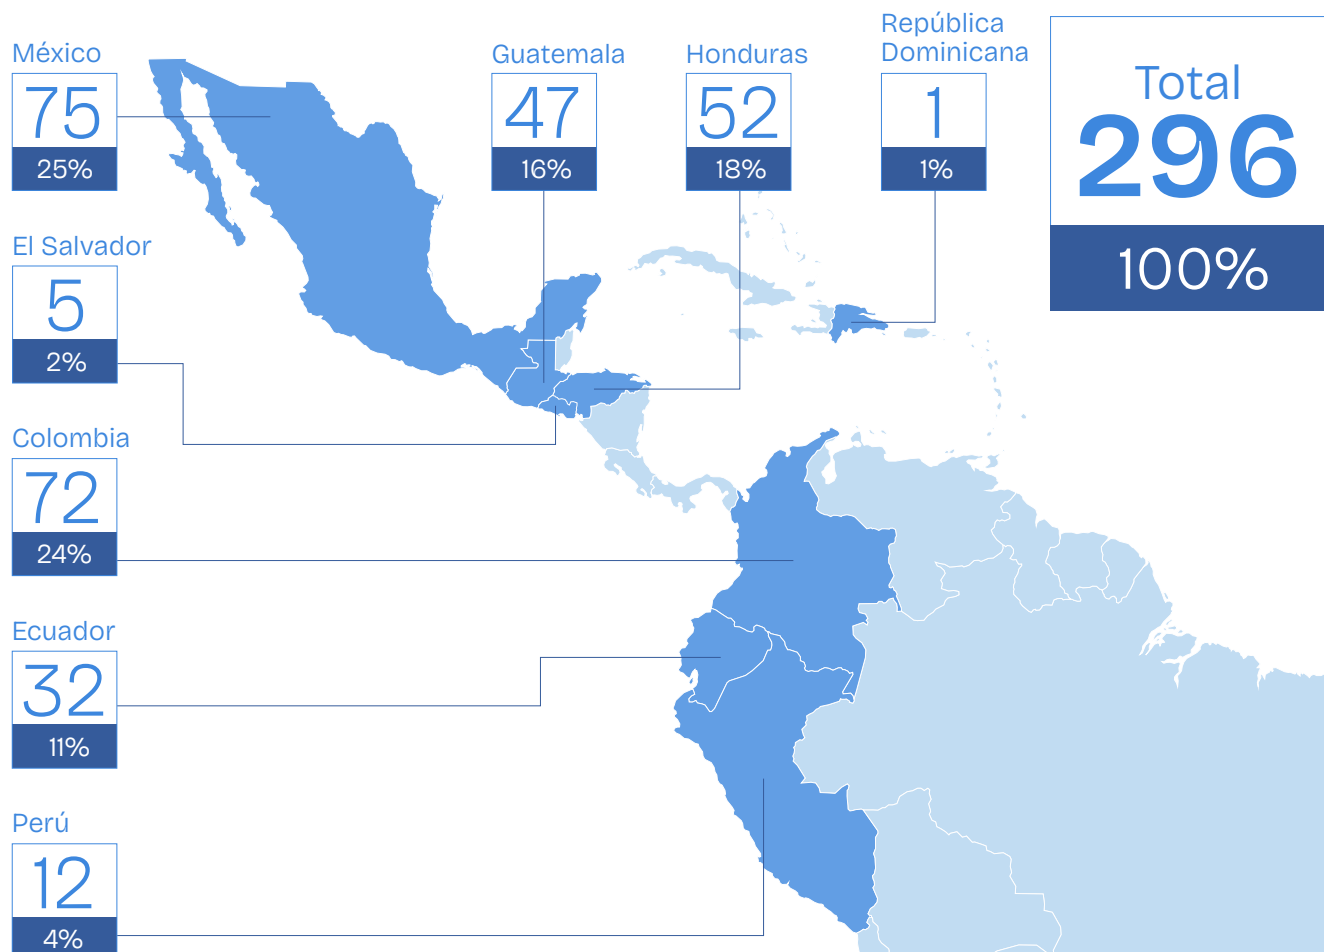 México
75
25%
Guatemala
47
16%
Honduras
52
18%
República
Dominicana
1
1%
Total
296
100%
El Salvador
5
2%
Colombia
72
24%
Ecuador
32
11%
Perú
12
4%